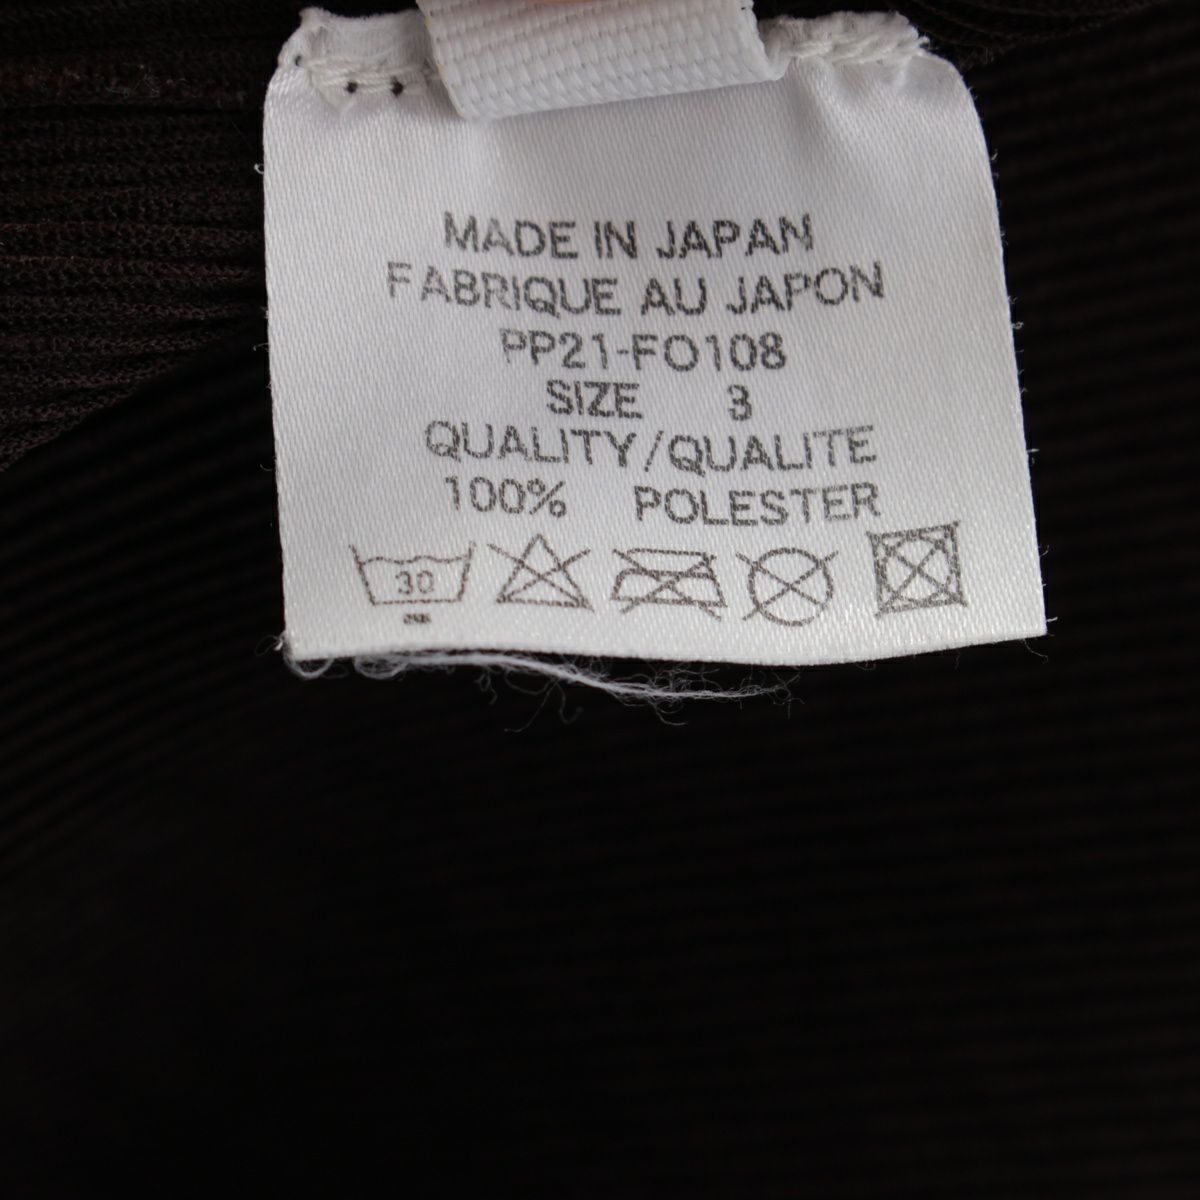 MADE IN JAPAN
FABRIQUE AU JAPON
PP21-FO108
SIZE 3
QUALITY/QUALITE
100% POLESTER
30